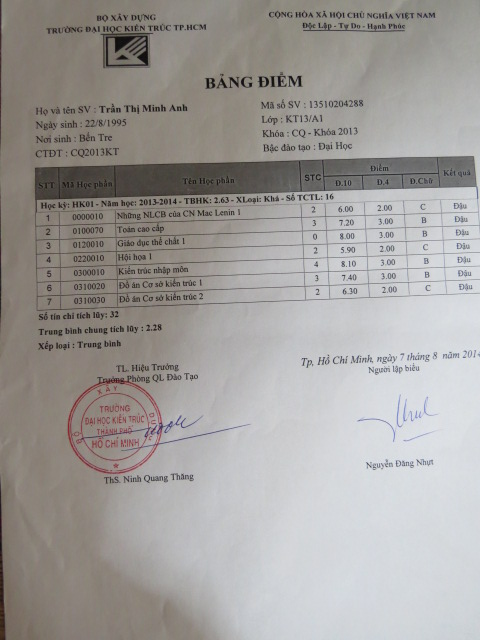 BỘ XÂY DỰNG
TRƯỜNG ĐẠI HỌC KIẾN TRÚC TP.HCM
CỘNG HÒA XÃ HỘI CHỦ NGHĨA VIỆT NAM
Độc Lập - Tự Do - Hạnh Phúc
BẢNG ĐIỂM
Họ và tên SV : Trần Thị Minh Anh
Ngày sinh : 22/8/1995
Nơi sinh : Bến Tre
CTĐT : CQ2013KT
Mã số SV : 13510204288
Lớp : KT13/A1
Khóa : CQ - Khóa 2013
Bậc đào tạo : Đại Học
STT Mã Học phần Tên Học phần STC Điểm Kết quả
Đ.10 Đ.4 Đ.Chữ
Học kỳ: HK01 - Năm học: 2013-2014 - TBHK: 2.63 - XLoại: Khá - Số TCTL: 16
1 0000010 Những NLCB của CN Mac Lenin 1 2 6.00 2.00 C Đậu
2 0100070 Toán cao cấp 3 7.20 3.00 B Đậu
3 0120010 Giáo dục thể chất 1 0 8.00 3.00 B Đậu
4 0220010 Hội họa 1 2 5.90 2.00 C Đậu
5 0300010 Kiến trúc nhập môn 4 8.10 3.00 B Đậu
6 0310020 Đồ án Cơ sở kiến trúc 1 3 7.40 3.00 B Đậu
7 0310030 Đồ án Cơ sở kiến trúc 2 2 6.30 2.00 C Đậu
Số tín chỉ tích lũy: 32
Trung bình chung tích lũy : 2.28
Xếp loại : Trung bình
TL. Hiệu Trưởng
Trưởng Phòng QL Đào Tạo
Tp, Hồ Chí Minh, ngày 7 tháng 8 năm 2014
Người lập biểu
BỘ XÂY DỰNG
TRƯỜNG
ĐẠI HỌC KIẾN TRÚC
THÀNH PHỐ
HỒ CHÍ MINH
ThS. Ninh Quang Thăng
Nguyễn Đăng Nhựt